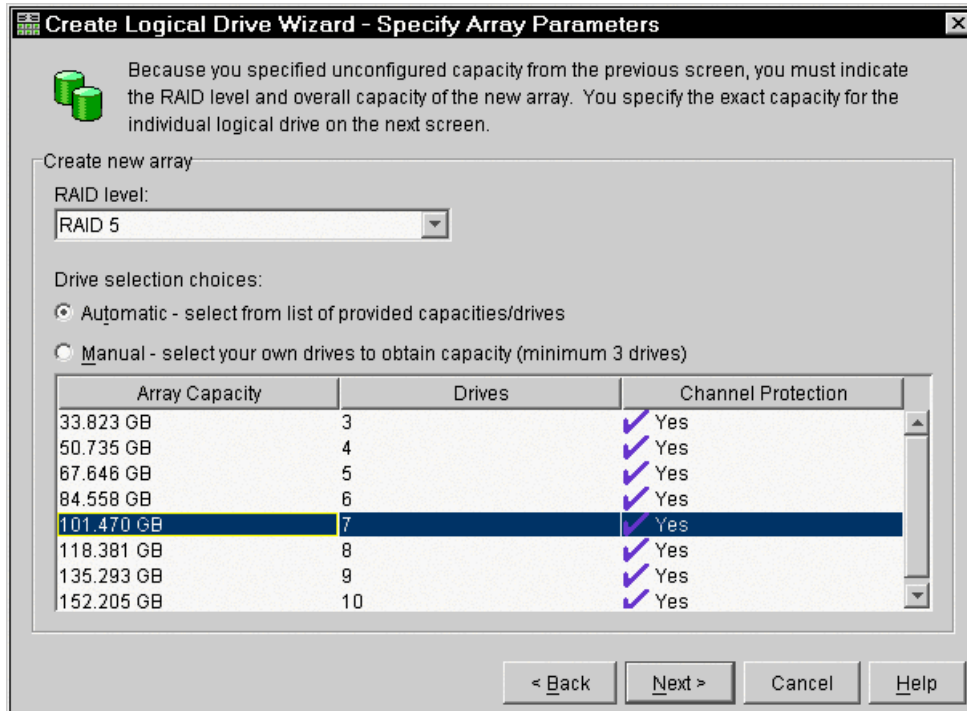 Create Logical Drive Wizard - Specify Array Parameters
Because you specified unconfigured capacity from the previous screen, you must indicate
the RAID level and overall capacity of the new array. You specify the exact capacity for the
individual logical drive on the next screen.
Create new array
RAID level:
RAID 5
Drive selection choices:
Automatic - select from list of provided capacities/drives
Manual - select your own drives to obtain capacity (minimum 3 drives)
Array Capacity Drives Channel Protection
33.823 GB 3 Yes
50.735 GB 4 Yes
67.646 GB 5 Yes
84.558 GB 6 Yes
101.470 GB 7 Yes
118.381 GB 8 Yes
135.293 GB 9 Yes
152.205 GB 10 Yes
< Back Next > Cancel Help